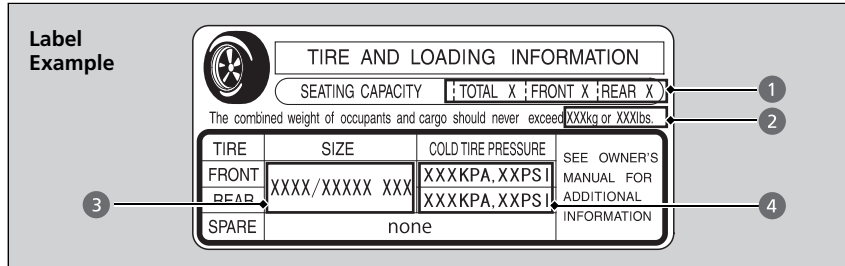 Label
Example
TIRE AND LOADING INFORMATION
SEATING CAPACITY TOTAL X FRONT X REAR X
1
The combined weight of occupants and cargo should never exceed XXXkg or XXXlbs.
2
TIRE SIZE COLD TIRE PRESSURE
SEE OWNER'S
MANUAL FOR
ADDITIONAL
INFORMATION
FRONT XXXX/XXXXX XXX XXXKPA,XXPSI
REAR XXXKPA,XXPSI
3
4
SPARE none